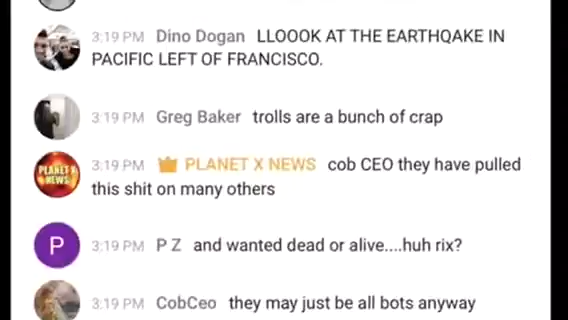 3:19 PM Dino Dogan LLOOOK AT THE EARTHQAKE IN
PACIFIC LEFT OF FRANCISCO.
3:19 PM Greg Baker trolls are a bunch of crap
PLANET X
NEWS
3:19 PM PLANET X NEWS cob CEO they have pulled
this shit on many others
P
3:19 PM P Z and wanted dead or alive....huh rix?
3:19 PM CobCeo they may just be all bots anyway